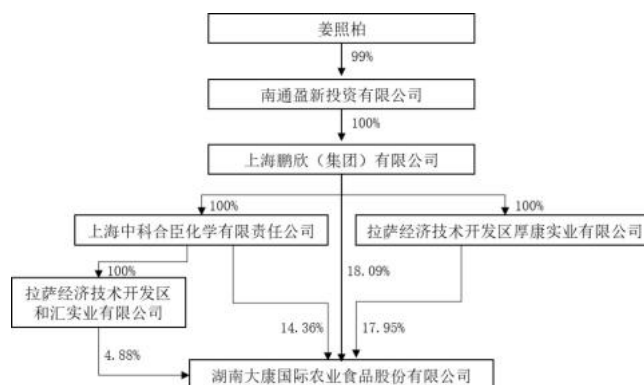 姜照柏
99%
南通盈新投资有限公司
100%
上海鹏欣（集团）有限公司
100%
100%
上海中科合臣化学有限责任公司
拉萨经济技术开发区厚康实业有限公司
100%
18.09%
拉萨经济技术开发区
和汇实业有限公司
14.36%
17.95%
4.88%
湖南大康国际农业食品股份有限公司